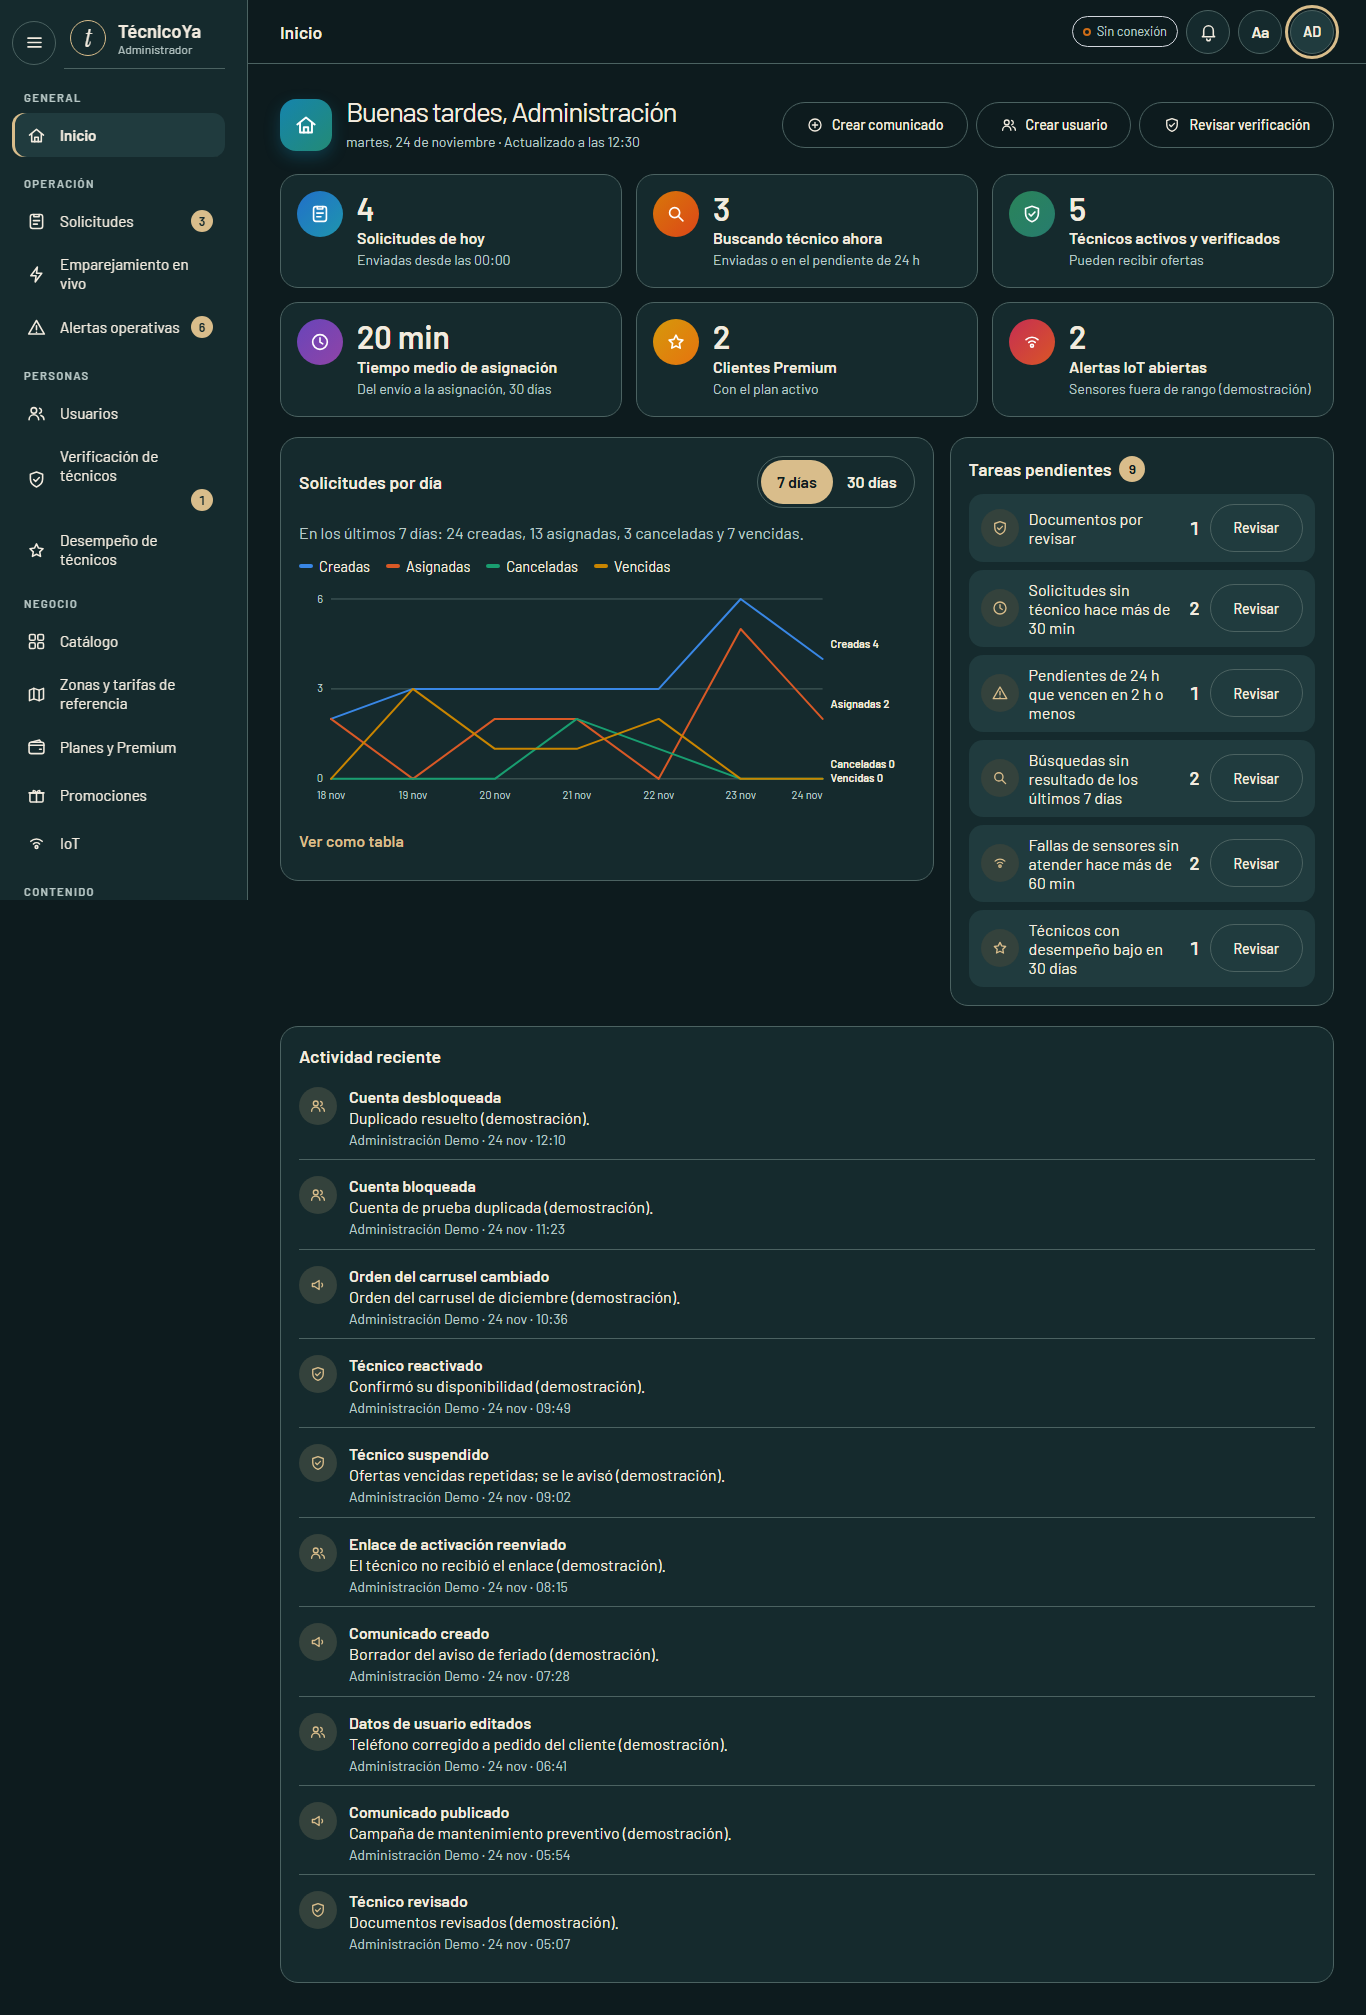 TécnicoYa
Administrador
GENERAL
Inicio
OPERACIÓN
Solicitudes 3
Emparejamiento en
vivo
Alertas operativas 6
PERSONAS
Usuarios
Verificación de
técnicos
1
Desempeño de
técnicos
NEGOCIO
Catálogo
Zonas y tarifas de
referencia
Planes y Premium
Promociones
IoT
CONTENIDO
Inicio
Sin conexión
Aa
AD
Buenas tardes, Administración
martes, 24 de noviembre · Actualizado a las 12:30
Crear comunicado
Crear usuario
Revisar verificación
4
Solicitudes de hoy
Enviadas desde las 00:00
3
Buscando técnico ahora
Enviadas o en el pendiente de 24 h
5
Técnicos activos y verificados
Pueden recibir ofertas
20 min
Tiempo medio de asignación
Del envío a la asignación, 30 días
2
Clientes Premium
Con el plan activo
2
Alertas IoT abiertas
Sensores fuera de rango (demostración)
Solicitudes por día
7 días
30 días
En los últimos 7 días: 24 creadas, 13 asignadas, 3 canceladas y 7 vencidas.
Creadas Asignadas Canceladas Vencidas
6
3
0
Creadas 4
Asignadas 2
Canceladas 0
Vencidas 0
18 nov 19 nov 20 nov 21 nov 22 nov 23 nov 24 nov
Ver como tabla
Tareas pendientes 9
Documentos por
revisar
1 Revisar
Solicitudes sin
técnico hace más de
30 min
2 Revisar
Pendientes de 24 h
que vencen en 2 h o
menos
1 Revisar
Búsquedas sin
resultado de los
últimos 7 días
2 Revisar
Fallas de sensores sin
atender hace más de
60 min
2 Revisar
Técnicos con
desempeño bajo en
30 días
1 Revisar
Actividad reciente
Cuenta desbloqueada
Duplicado resuelto (demostración).
Administración Demo · 24 nov · 12:10
Cuenta bloqueada
Cuenta de prueba duplicada (demostración).
Administración Demo · 24 nov · 11:23
Orden del carrusel cambiado
Orden del carrusel de diciembre (demostración).
Administración Demo · 24 nov · 10:36
Técnico reactivado
Confirmó su disponibilidad (demostración).
Administración Demo · 24 nov · 09:49
Técnico suspendido
Ofertas vencidas repetidas; se le avisó (demostración).
Administración Demo · 24 nov · 09:02
Enlace de activación reenviado
El técnico no recibió el enlace (demostración).
Administración Demo · 24 nov · 08:15
Comunicado creado
Borrador del aviso de feriado (demostración).
Administración Demo · 24 nov · 07:28
Datos de usuario editados
Teléfono corregido a pedido del cliente (demostración).
Administración Demo · 24 nov · 06:41
Comunicado publicado
Campaña de mantenimiento preventivo (demostración).
Administración Demo · 24 nov · 05:54
Técnico revisado
Documentos revisados (demostración).
Administración Demo · 24 nov · 05:07